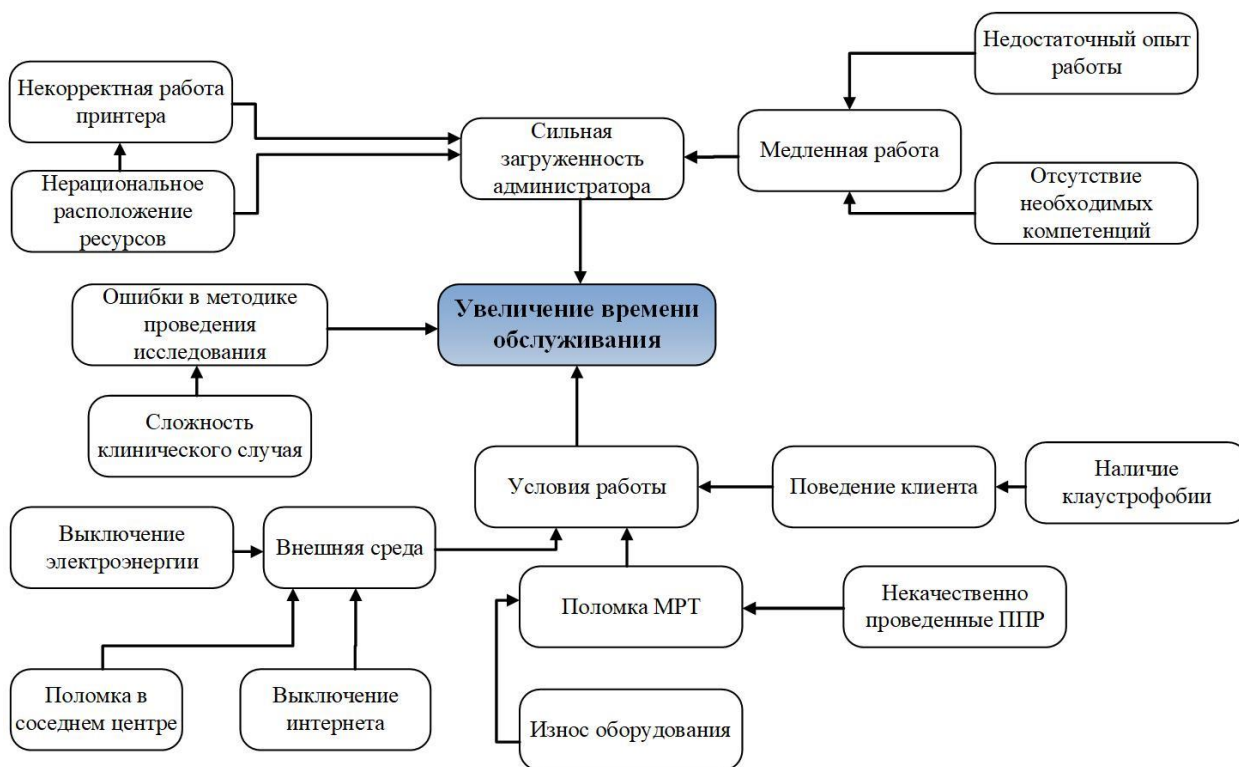 Недостаточный опыт
работы
Некорректная работа
принтера
Сильная
загруженность
администратора
Медленная работа
Нерациональное
расположение
ресурсов
Отсутствие
необходимых
компетенций
Ошибки в методике
проведения
исследования
Увеличение времени
обслуживания
Сложность
клинического случая
Условия работы
Поведение клиента
Наличие
клаустрофобии
Выключение
электроэнергии
Внешняя среда
Поломка МРТ
Некачественно
проведенные ППР
Поломка в
соседнем центре
Выключение
интернета
Износ оборудования